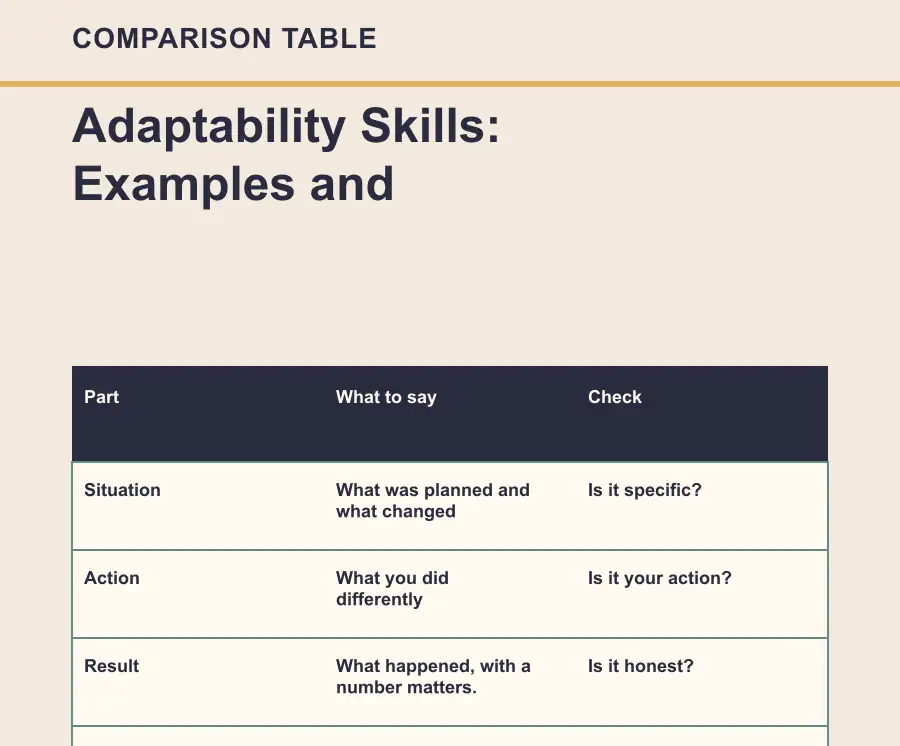 COMPARISON TABLE
Adaptability Skills:
Examples and
Part
What to say
Check
Situation
What was planned and
what changed
Is it specific?
Action
What you did
differently
Is it your action?
Result
What happened, with a
number matters.
Is it honest?